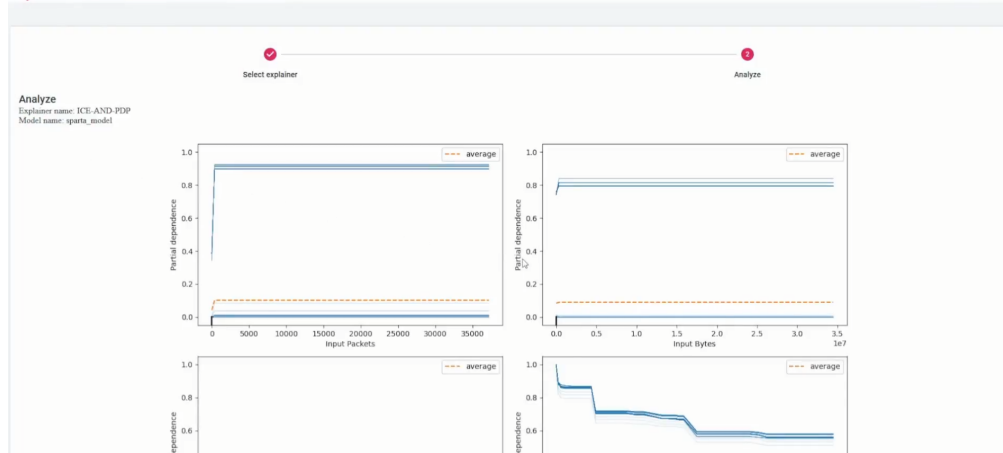 2
Select explainer
Analyze
Analyze
Explainer name: ICE-AND-PDP
Model name: sparta_model
average
1.0
0.8
0.6
0.4
0.2
0.0
Partial dependence
0 5000 10000 15000 20000 25000 30000 35000
Input Packets
average
1.0
0.8
0.6
0.4
0.2
0.0
Partial dependence
0.0 0.5 1.0 1.5 2.0 2.5 3.0 3.5
1e7
Input Bytes
average
1.0
0.8
0.6
average
1.0
0.8
0.6